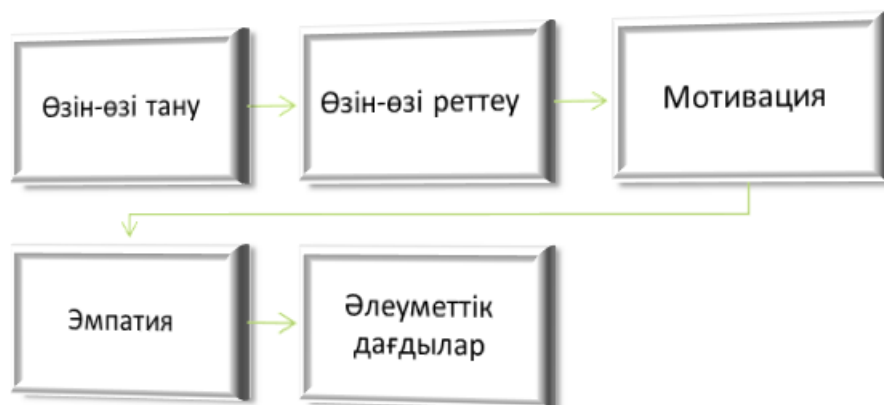 Өзін-өзі тану
Өзін-өзі реттеу
Мотивация
Эмпатия
Әлеуметтік
дағдылар